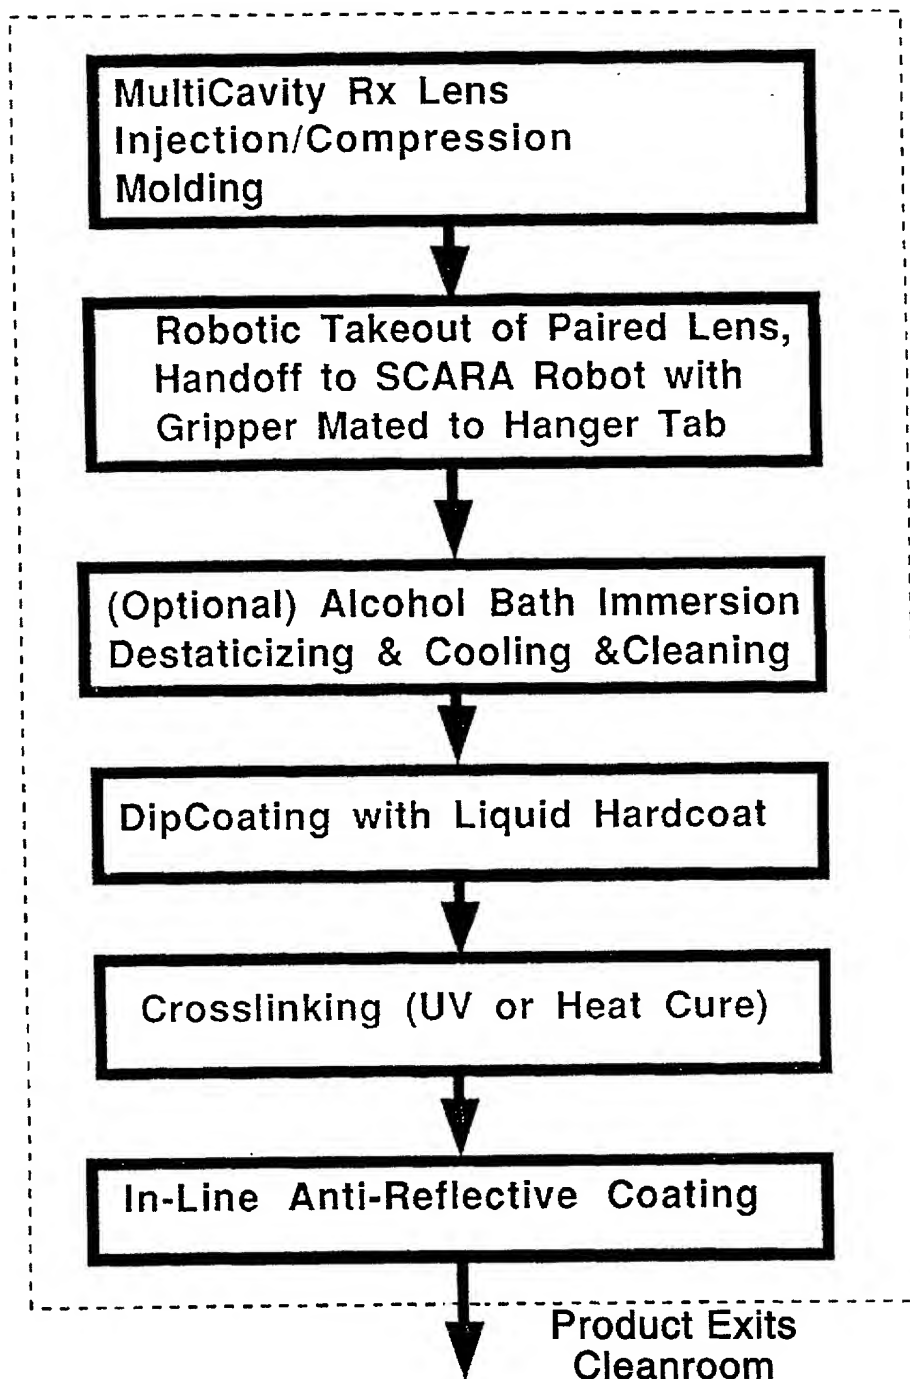 MultiCavity Rx Lens
Injection/Compression
Molding
Robotic Takeout of Paired Lens,
Handoff to SCARA Robot with
Gripper Mated to Hanger Tab
(Optional) Alcohol Bath Immersion
Destaticizing & Cooling &Cleaning
DipCoating with Liquid Hardcoat
Crosslinking (UV or Heat Cure)
In-Line Anti-Reflective Coating
Product Exits
Cleanroom